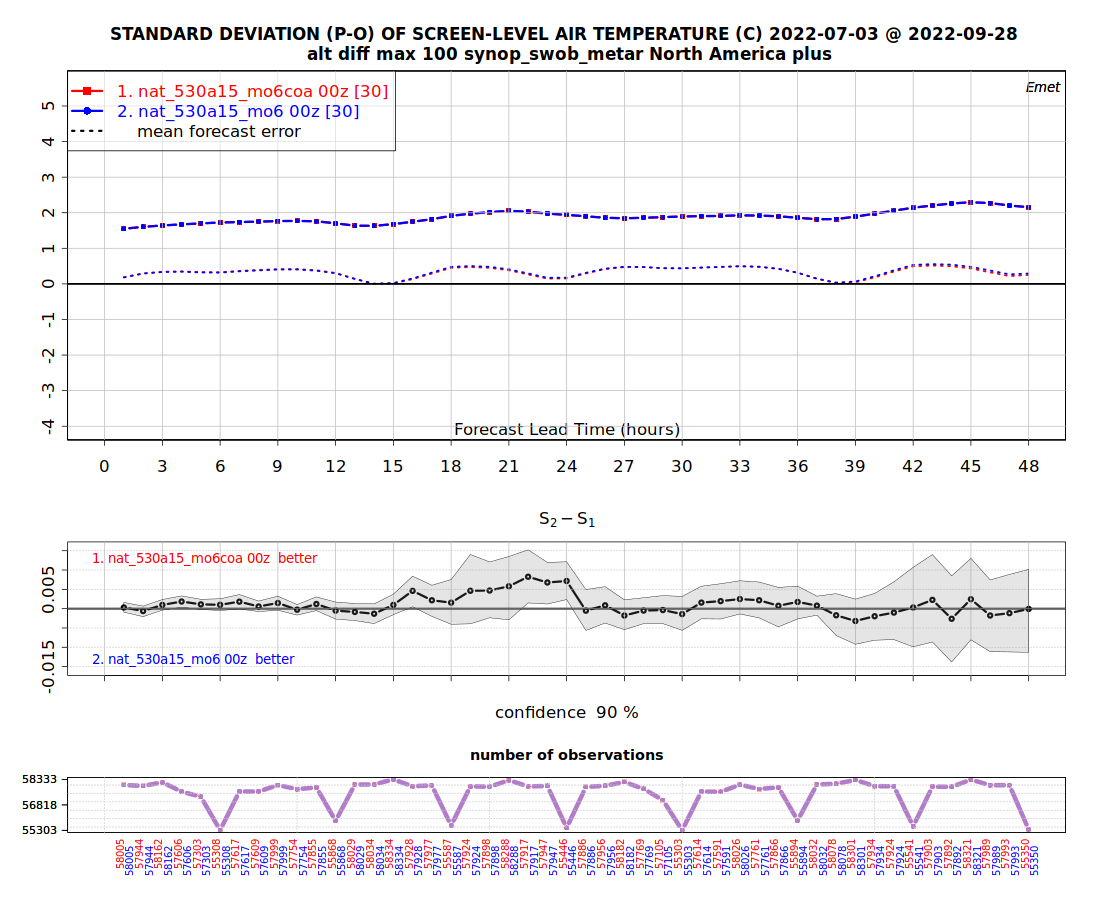 STANDARD DEVIATION (P-O) OF SCREEN-LEVEL AIR TEMPERATURE (C) 2022-07-03 @ 2022-09-28
alt diff max 100 synop_swob_metar North America plus
1. nat_530a15_mo6coa 00z [30]
2. nat_530a15_mo6 00z [30]
mean forecast error
Emet
5
4
3
2
1
0
-1
-2
-3
-4
Forecast Lead Time (hours)
0 3 6 9 12 15 18 21 24 27 30 33 36 39 42 45 48
S2 − S1
1. nat_530a15_mo6coa 00z better
0.005
-0.015
2. nat_530a15_mo6 00z better
confidence 90 %
number of observations
58333
56818
55303